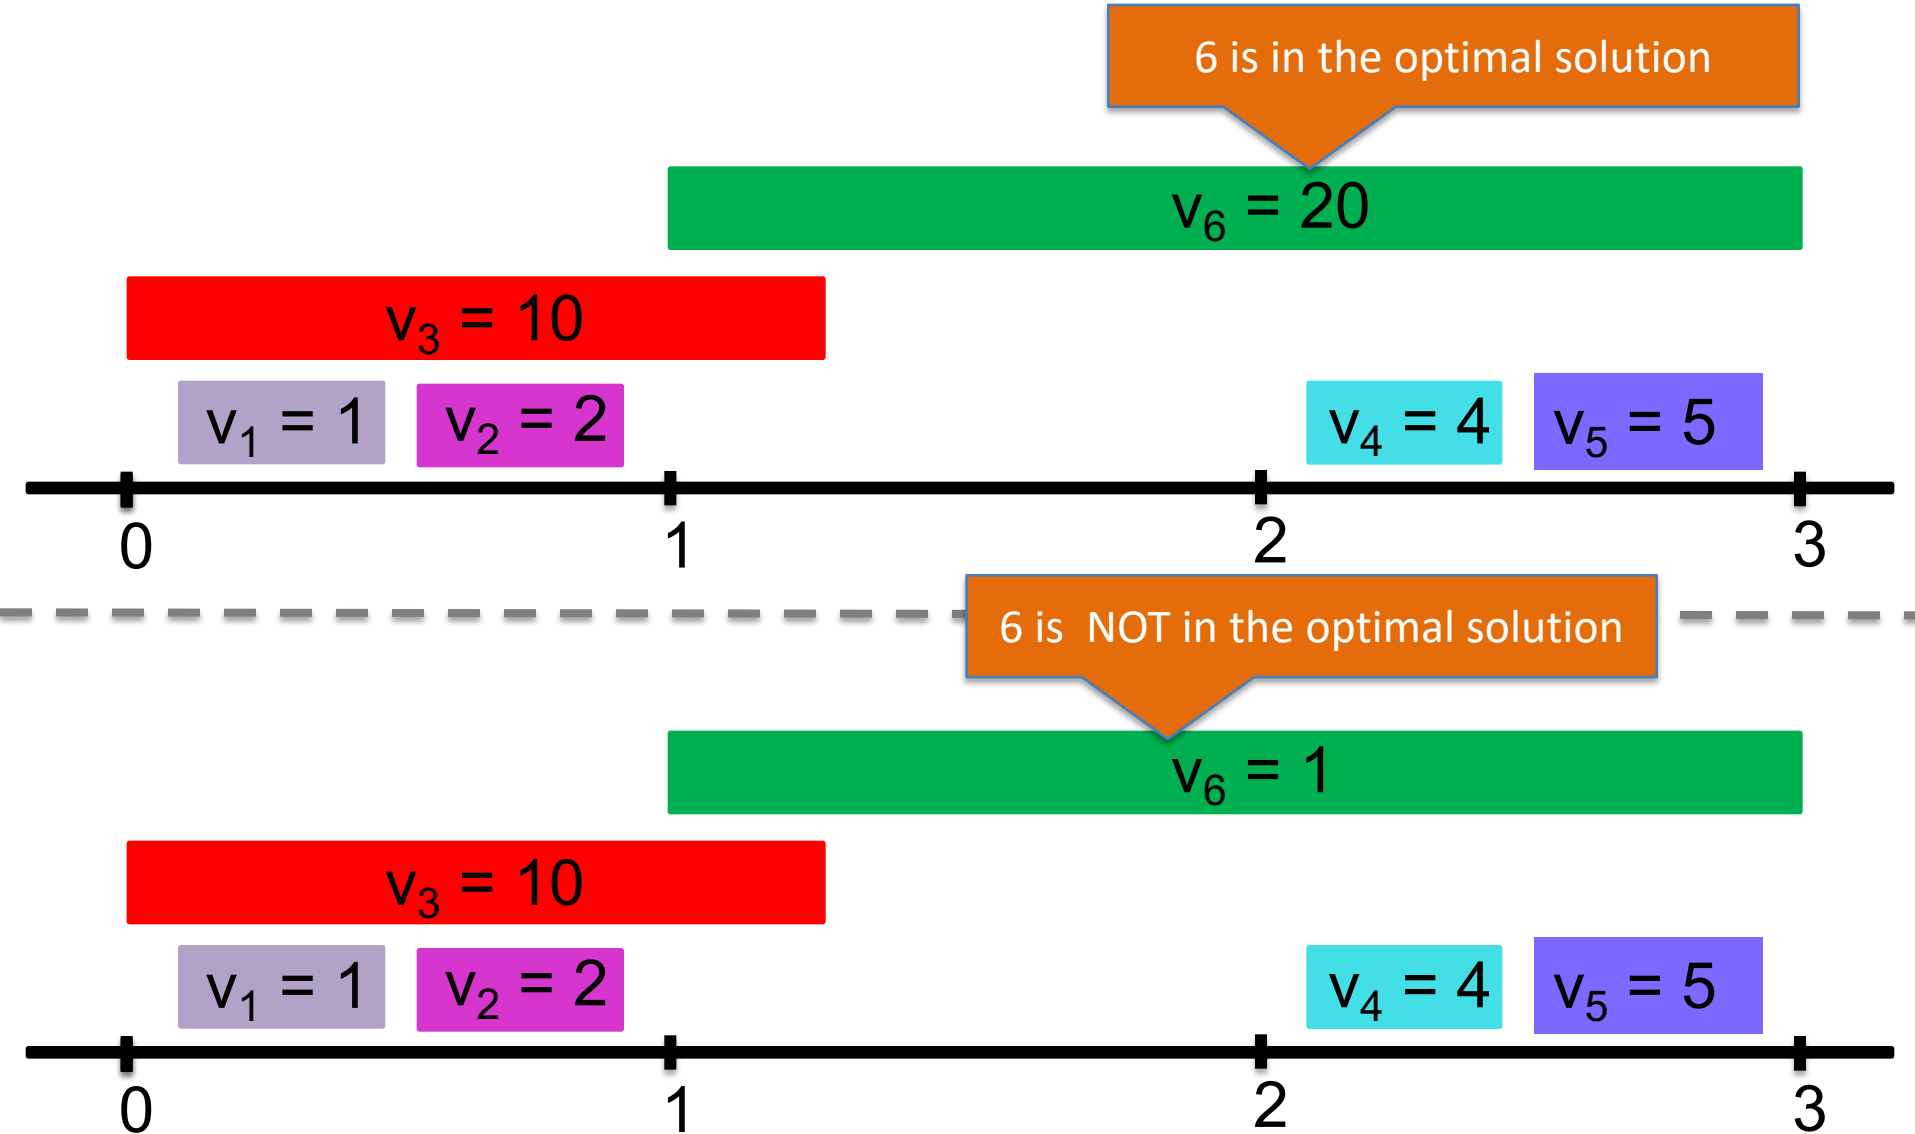 6 is in the optimal solution
v6 = 20
v3 = 10
v1 = 1 v2 = 2 v4 = 4 v5 = 5
0 1 2 3
6 is  NOT in the optimal solution
v6 = 1
v3 = 10
v1 = 1 v2 = 2 v4 = 4 v5 = 5
0 1 2 3